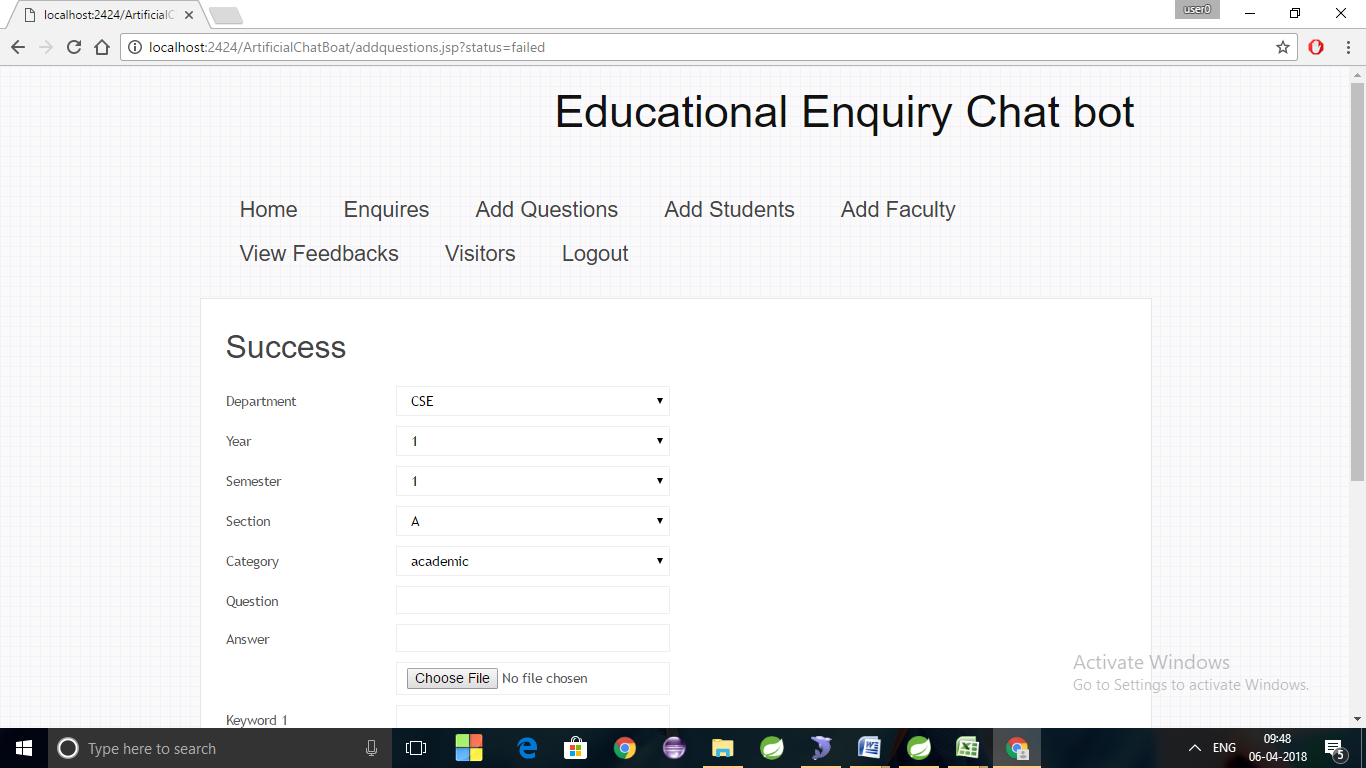 localhost:2424/ArtificialC
user0
localhost:2424/ArtificialChatBoat/addquestions.jsp?status=failed
Educational Enquiry Chat bot
Home Enquires Add Questions Add Students Add Faculty
View Feedbacks Visitors Logout
Success
Department CSE
Year 1
Semester 1
Section A
Category academic
Question
Answer
Choose File No file chosen
Keyword 1
Activate Windows
Go to Settings to activate Windows.
Type here to search
ENG
09:48
06-04-2018
5